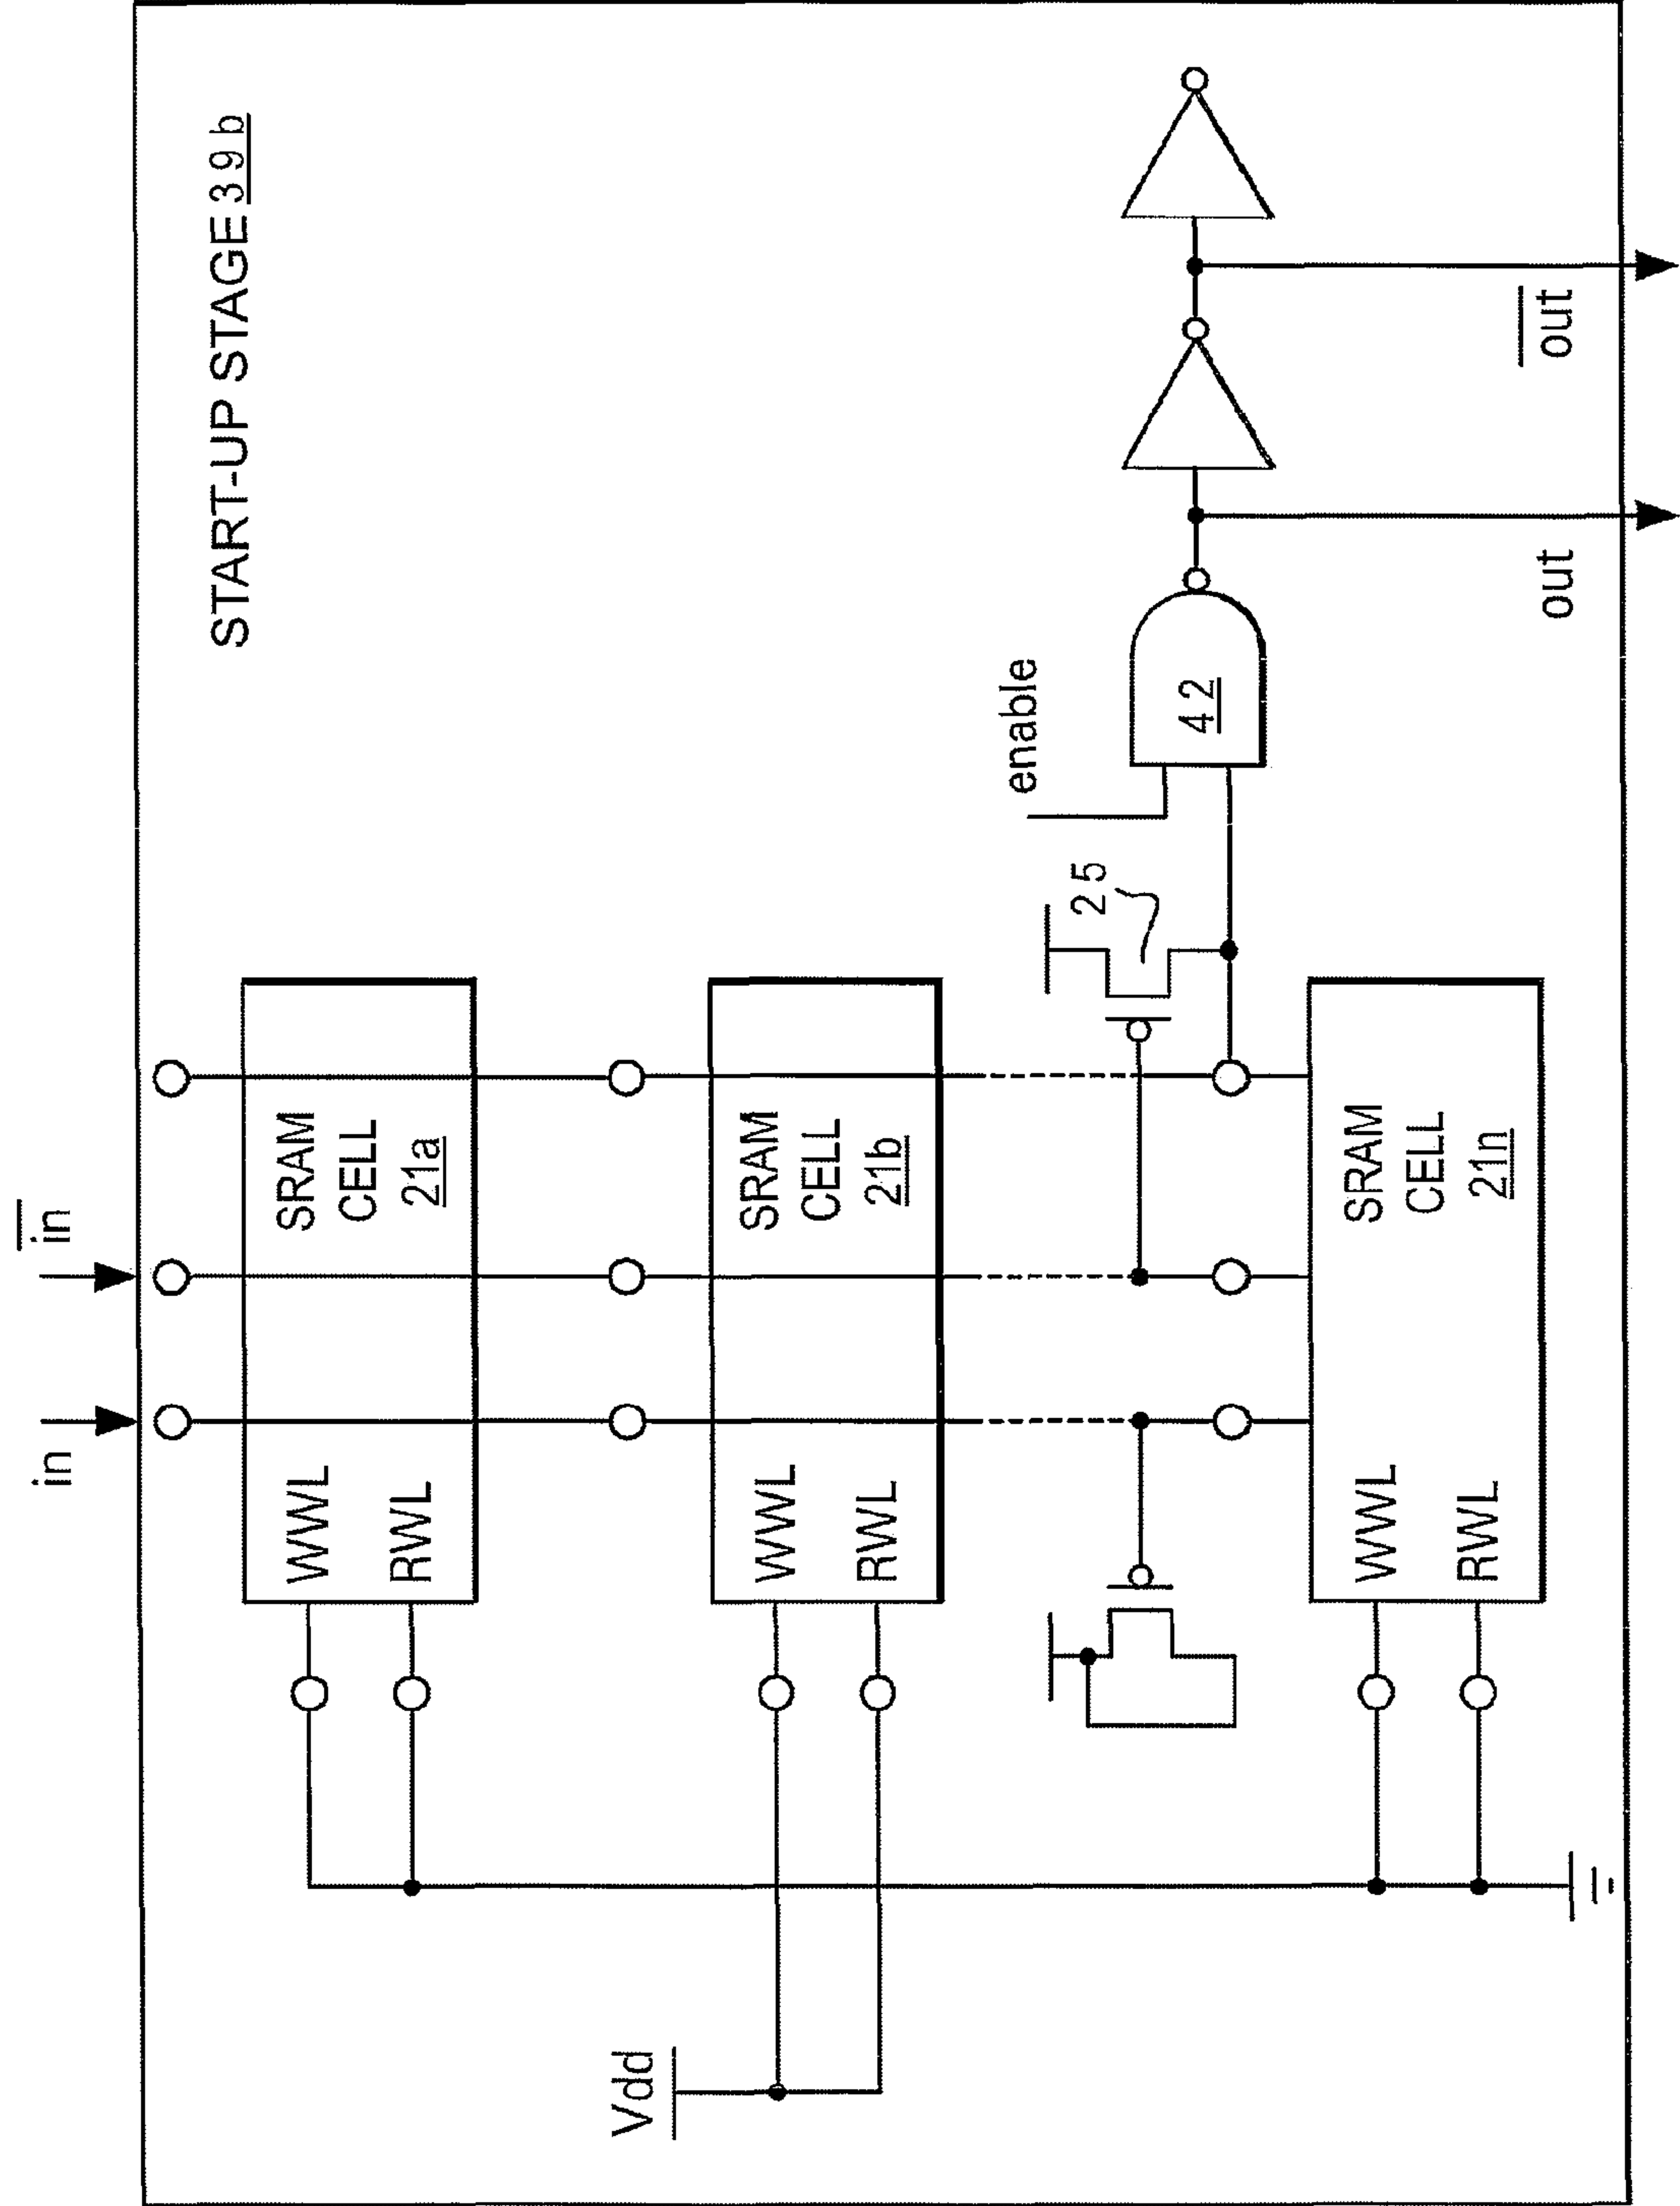 START-UP STAGE 39b
in
in
SRAM
CELL
21a
WWL
RWL
SRAM
CELL
21b
WWL
RWL
Vdd
25
enable
42
SRAM
CELL
21n
WWL
RWL
out
out